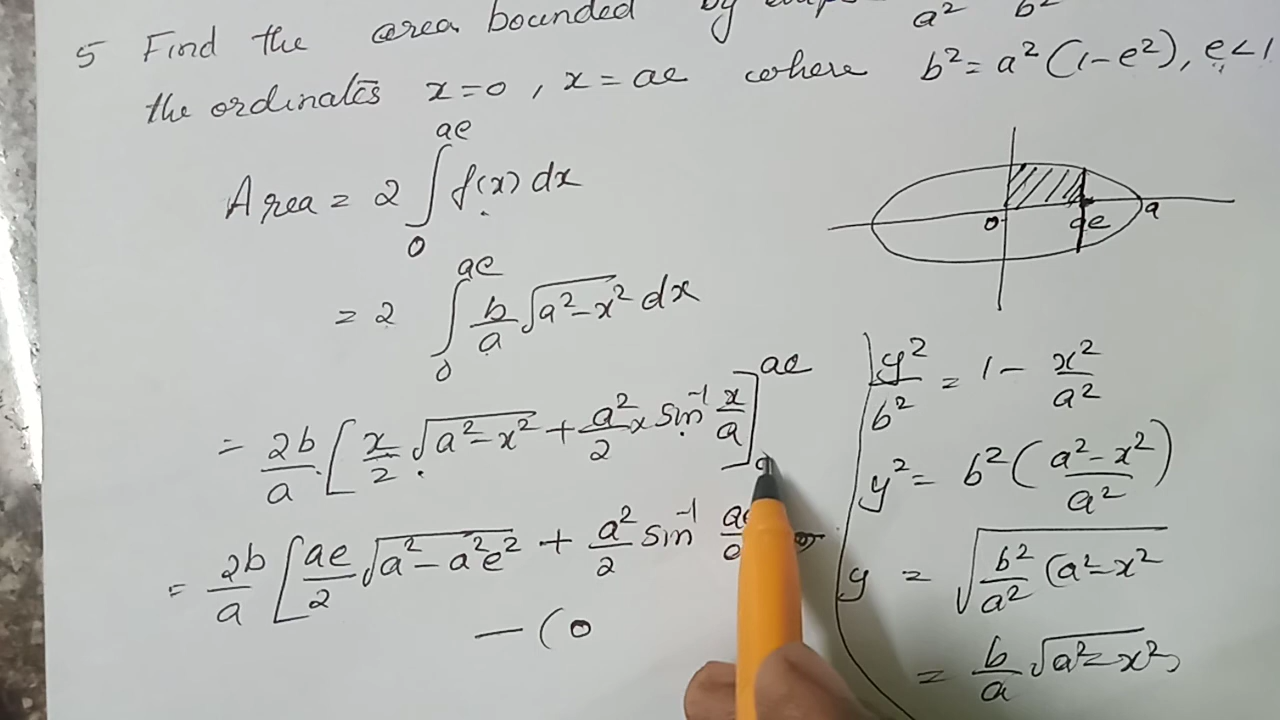 5 Find the area bounded by a² b²
the ordinates x=0, x=ae where b²=a²(1-e²), e<1
Area = 2 ∫₀^ae f(x) dx
= 2 ∫₀^ae b/a √(a²-x²) dx
= 2b/a · [x/2 √(a²-x²) + a²/2 × sin⁻¹ x/a] ae
= 2b/a [ae/2 √(a²-a²e²) + a²/2 sin⁻¹
- (0
0 ae a
y²/b² = 1 - x²/a²
y² = b² (a²-x²/a²)
y = √(b²/a² (a²-x²
= b/a √(a²-x²)